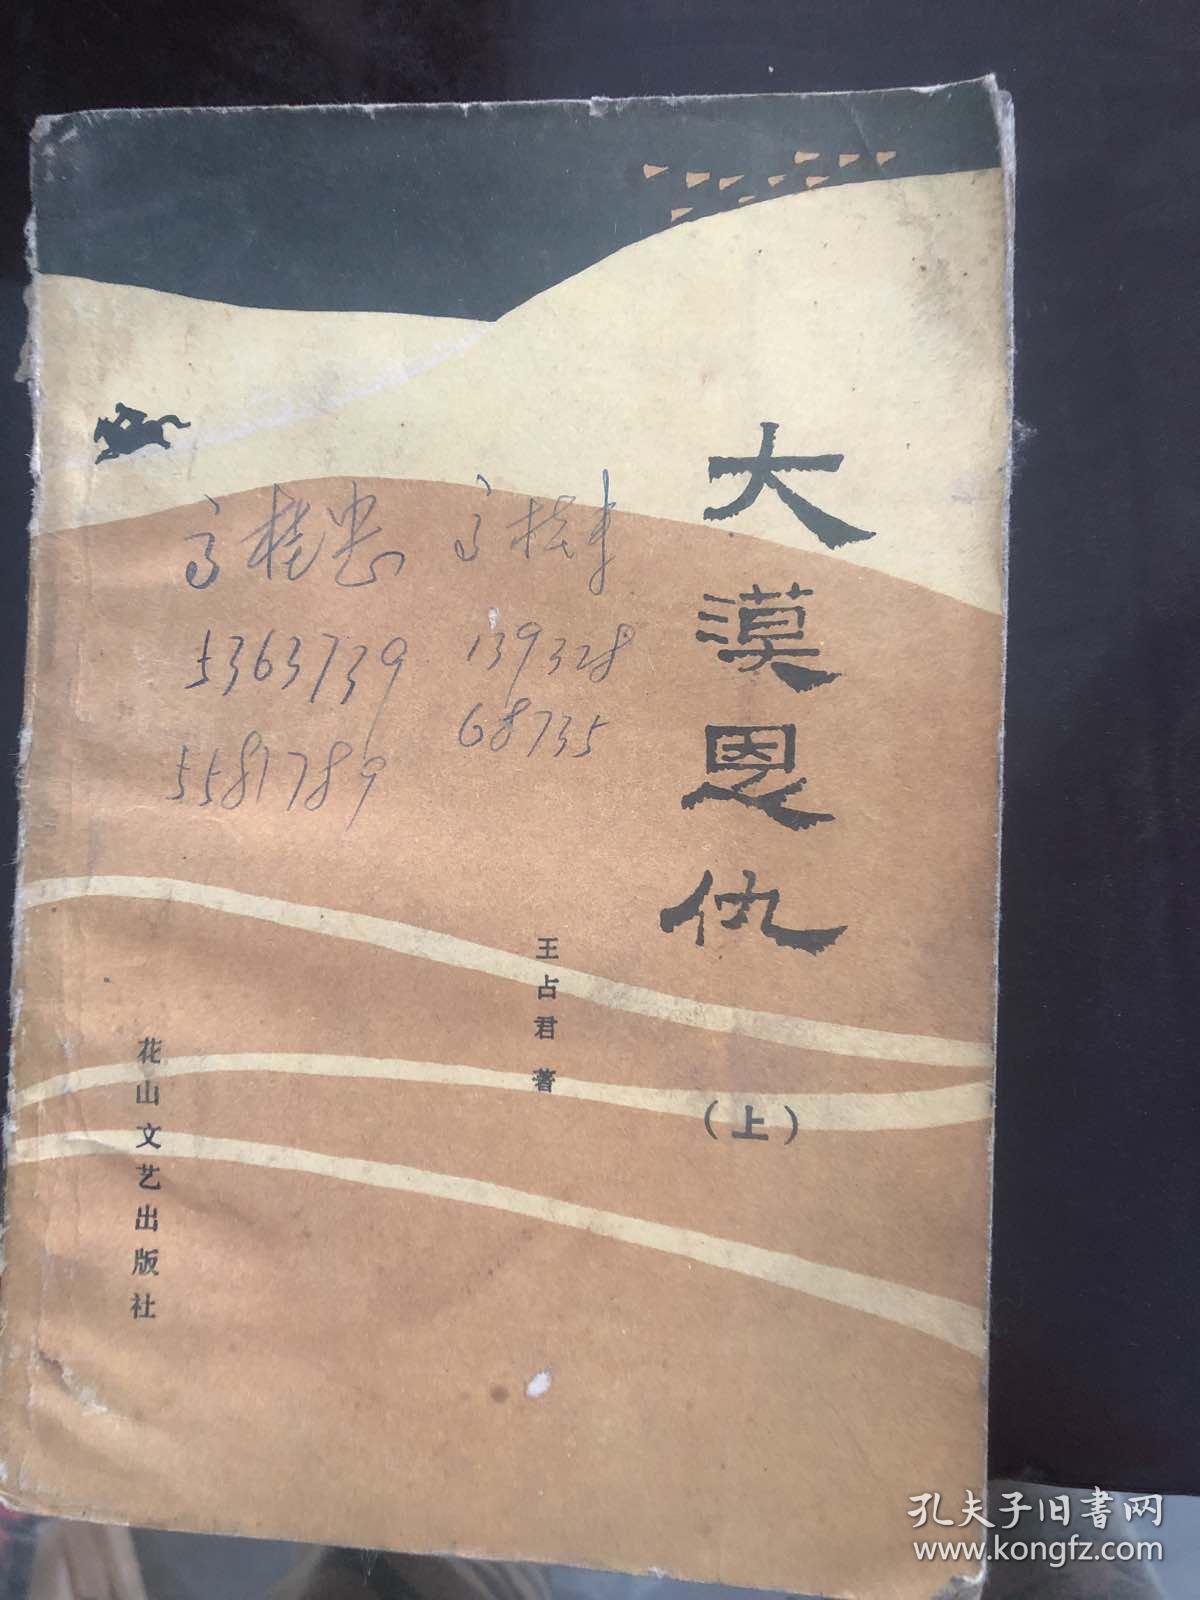 大漠恩仇
（上）
王占君 著
花山文艺出版社
5363739
5581789
139328
68735
孔夫子旧书网
www.kongfz.com